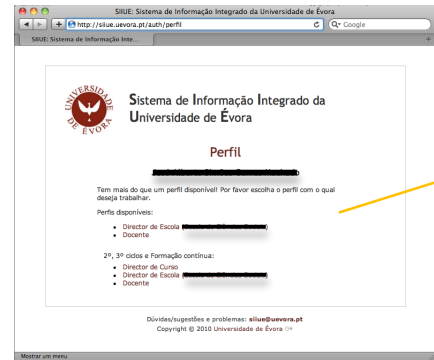 SIIUE: Sistema de Informação Integrado da Universidade de Évora
http://siiue.uevora.pt/auth/perfil
Google
SIIUE: Sistema de Informação Inte...
UNIVERSIDADE DE ÉVORA
Sistema de Informação Integrado da
Universidade de Évora
Perfil
Tem mais do que um perfil disponível! Por favor escolha o perfil com o qual
deseja trabalhar.
Perfis disponíveis:
• Director de Escola
• Docente
2º, 3º ciclos e Formação contínua:
• Director de Curso
• Director de Escola
• Docente
Dúvidas/sugestões e problemas: siiue@uevora.pt
Copyright © 2010 Universidade de Évora
Mostrar um menu